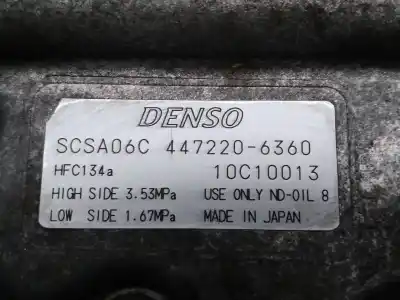 DENSO
SCSA06C 447220-6360
HFC134a 10C10013
HIGH SIDE 3.53MPa USE ONLY ND-OIL 8
LOW SIDE 1.67MPa MADE IN JAPAN